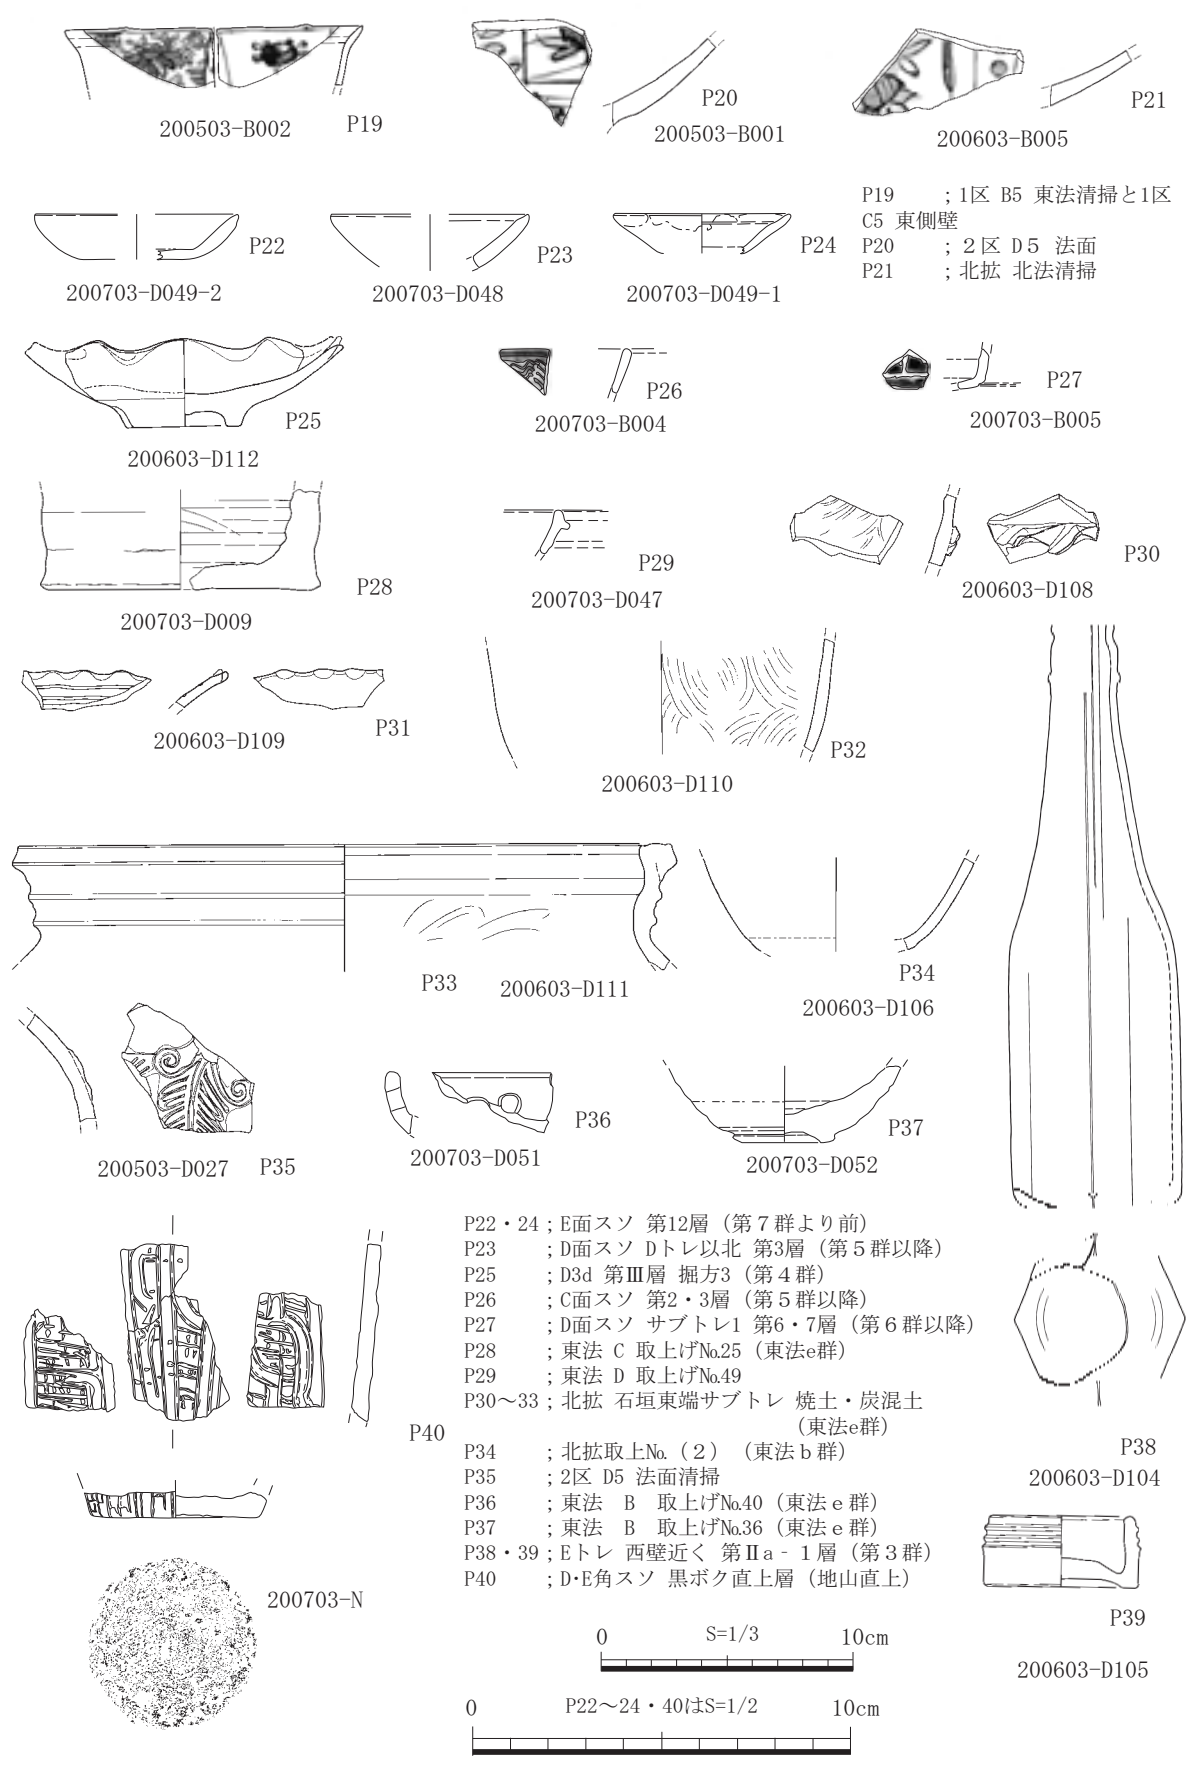 P19
200503-B002
P20
200503-B001
P21
200603-B005
P19　；1区 B5 東法清掃と1区
C5 東側壁
P20　；２区 D５ 法面
P21　；北拡 北法清掃
P22
200703-D049-2
P23
200703-D048
P24
200703-D049-1
P25
200603-D112
P26
200703-B004
P27
200703-B005
P28
200703-D009
P29
200703-D047
P30
200603-D108
P31
200603-D109
P32
200603-D110
P33
200603-D111
P34
200603-D106
P35
200503-D027
P36
200703-D051
P37
200703-D052
P22・24；E面スソ 第12層（第７群より前）
P23　；D面スソ Dトレ以北 第3層（第５群以降）
P25　；D3d 第Ⅲ層 掘方3（第４群）
P26　；C面スソ 第2・3層（第５群以降）
P27　；D面スソ サブトレ1 第6・7層（第６群以降）
P28　；東法 C 取上げ№25（東法e群）
P29　；東法 D 取上げ№49
P30～33；北拡 石垣東端サブトレ 焼土・炭混土
（東法e群）
P34　；北拡取上№（２）（東法ｂ群）
P35　；2区 D5 法面清掃
P36　；東法　B　取上げ№40（東法ｅ群）
P37　；東法　B　取上げ№36（東法ｅ群）
P38・39；Eトレ 西壁近く 第Ⅱa‐１層（第３群）
P40　；D･E角スソ 黒ボク直上層（地山直上）
P38
200603-D104
P39
200603-D105
P40
200703-N
0 S=1/3 10cm
0 P22～24・40はS=1/2 10cm